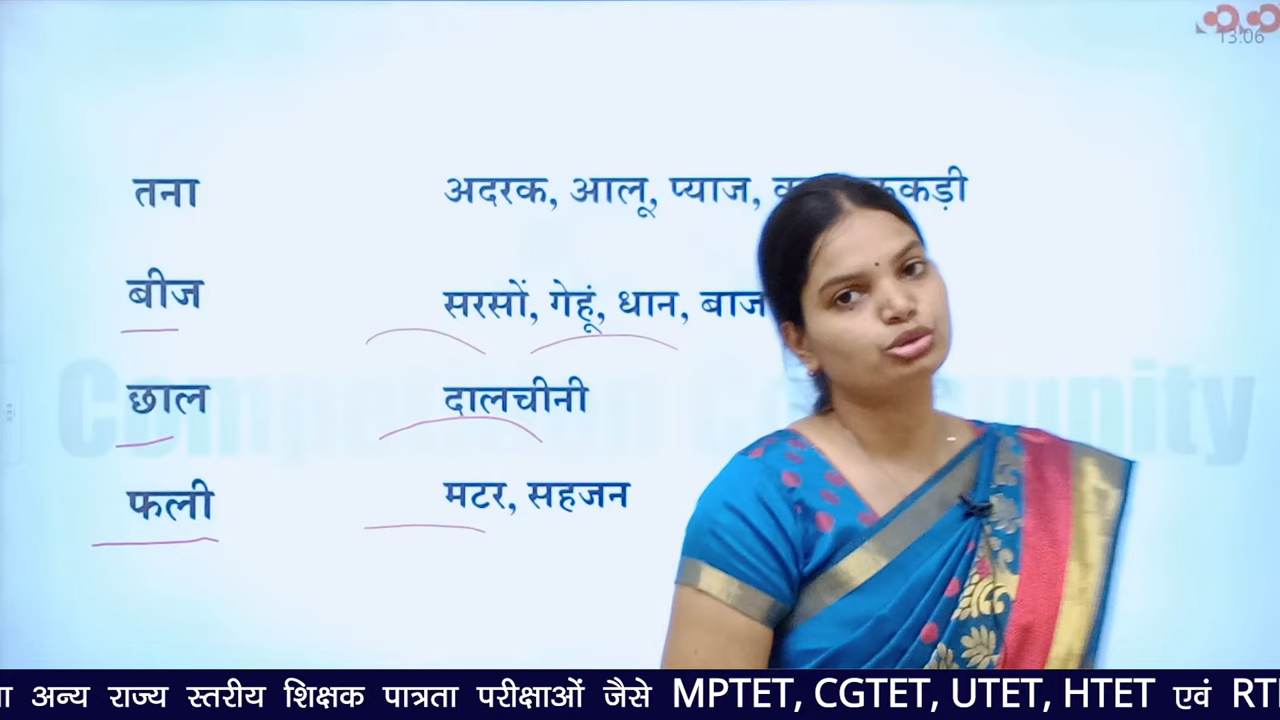 13:06
तना अदरक, आलू, प्याज, ककड़ी
बीज सरसों, गेहूं, धान,
छाल दालचीनी
फली मटर, सहजन
अन्य राज्य स्तरीय शिक्षक पात्रता परीक्षाओं जैसे MPTET, CGTET, UTET, HTET एवं